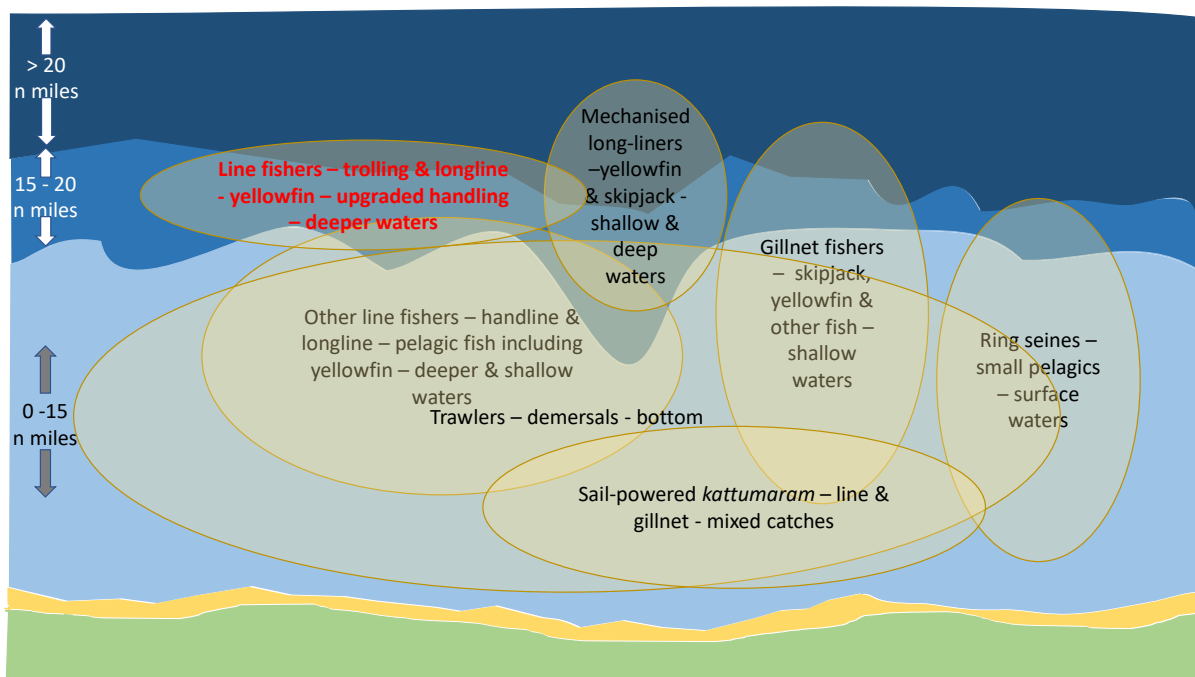 > 20
n miles
15 - 20
n miles
0 -15
n miles
Line fishers – trolling & longline
- yellowfin – upgraded handling
– deeper waters
Mechanised
long-liners
–yellowfin
& skipjack -
shallow &
deep
waters
Gillnet fishers
– skipjack,
yellowfin &
other fish –
shallow
waters
Other line fishers – handline &
longline – pelagic fish including
yellowfin – deeper & shallow
waters
Ring seines –
small pelagics
– surface
waters
Trawlers – demersals - bottom
Sail-powered kattumaram – line &
gillnet - mixed catches